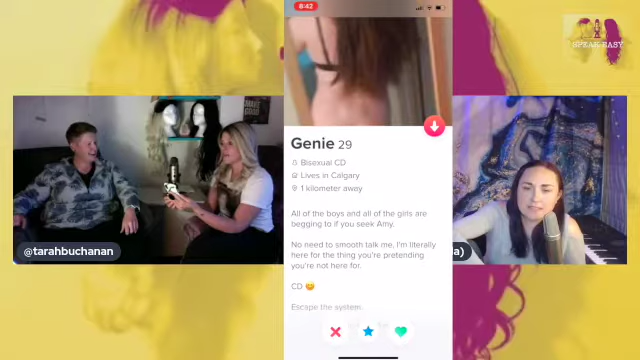 6:42
SPEAK EASY
Genie 29
Bisexual CD
Lives in Calgary
1 kilometer away
All of the boys and all of the girls are
begging to if you seek Amy.
No need to smooth talk me, I'm literally
here for the thing you're pretending
you're not here for.
CD 😏
Escape the system.
@tarahbuchanan
a)